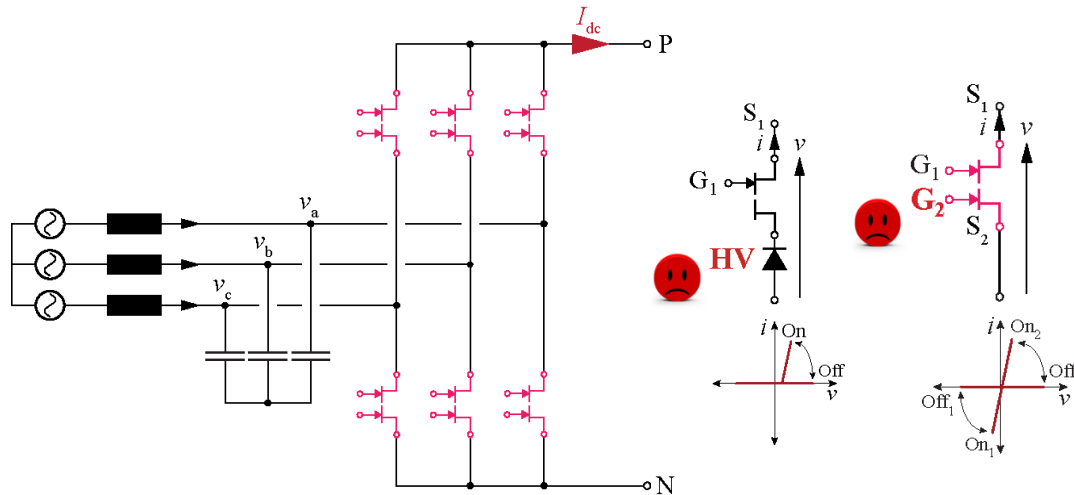 I_dc
P
v_a
v_b
v_c
N
S_1
i
v
G_1
HV
S_1
i
v
G_1
G_2
S_2
i
On
Off
v
i
On_2
Off
Off_1
v
On_1